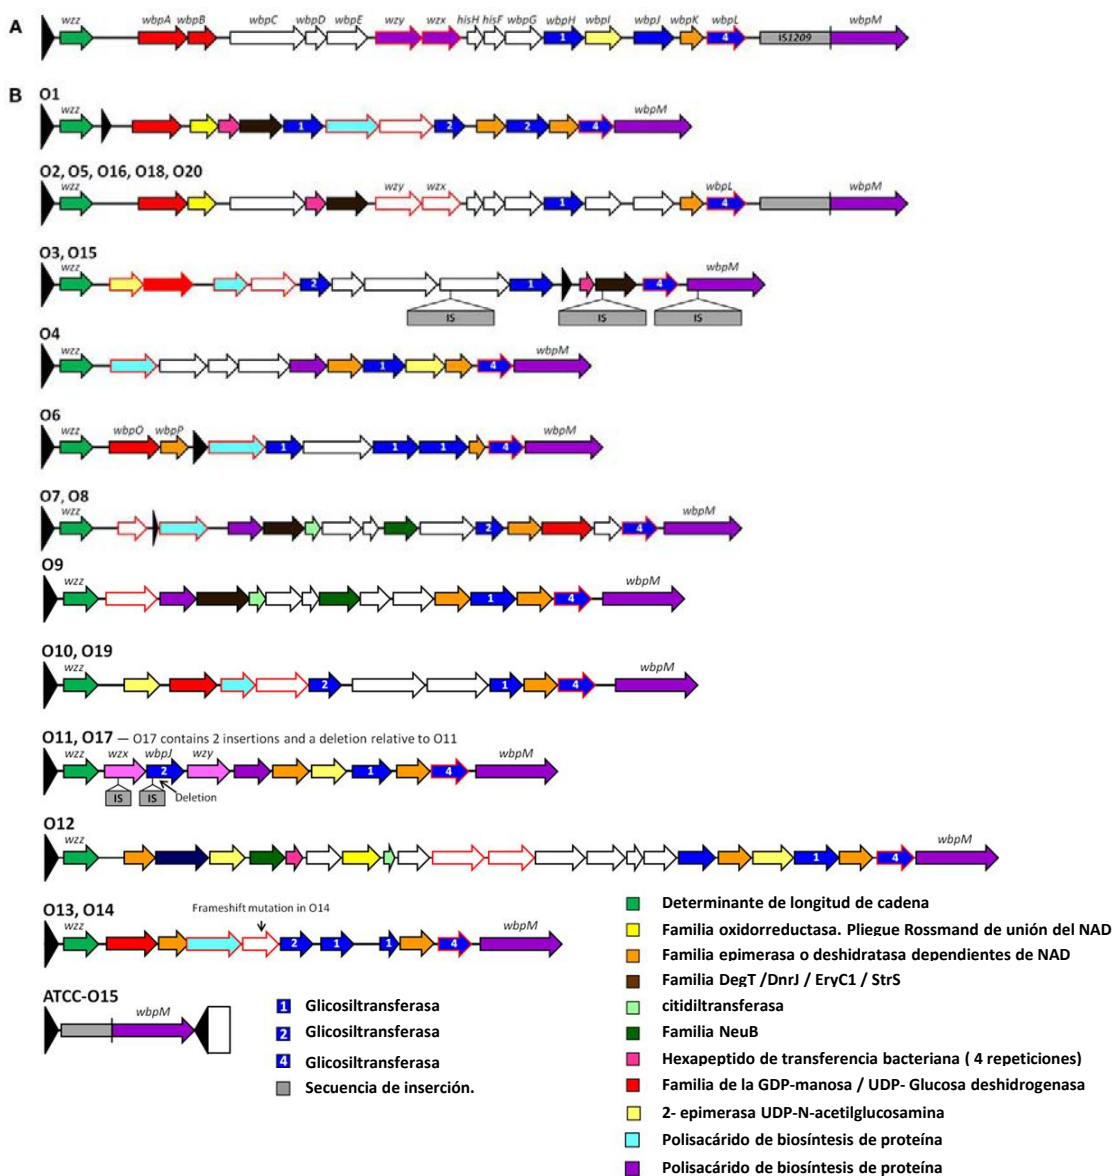 A
wzz wbpA wbpB wbpC wbpD wbpE wzy wzx hisH hisF wbpG wbpH wbpI wbpJ wbpK wbpL wbpM
1 4 IS1209
B
O1
wzz wbpM
1 2 2 4
O2, O5, O16, O18, O20
wzz wzy wzx wbpL wbpM
1 4
O3, O15
wzz wbpM
2 1 4
IS IS IS
O4
wzz wbpM
1 4
O6
wzz wbpO wbpP wbpM
1 1 1 4
O7, O8
wzz wbpM
2 4
O9
wzz wbpM
1 4
O10, O19
wzz wbpM
2 1 4
O11, O17 — O17 contains 2 insertions and a deletion relative to O11
wzz wzx wbpJ wzy wbpM
2 1 4
IS IS Deletion
O12
wzz wbpM
1 4
O13, O14
Frameshift mutation in O14
wzz wbpM
2 1 1 4
ATCC-O15
wbpM
1 Glicosiltransferasa
2 Glicosiltransferasa
4 Glicosiltransferasa
Secuencia de inserción.
Determinante de longitud de cadena
Familia oxidorreductasa. Pliegue Rossmand de unión del NAD
Familia epimerasa o deshidratasa dependientes de NAD
Familia DegT /DnrJ / EryC1 / StrS
citidiltransferasa
Familia NeuB
Hexapeptido de transferencia bacteriana ( 4 repeticiones)
Familia de la GDP-manosa / UDP- Glucosa deshidrogenasa
2- epimerasa UDP-N-acetilglucosamina
Polisacárido de biosíntesis de proteína
Polisacárido de biosíntesis de proteína